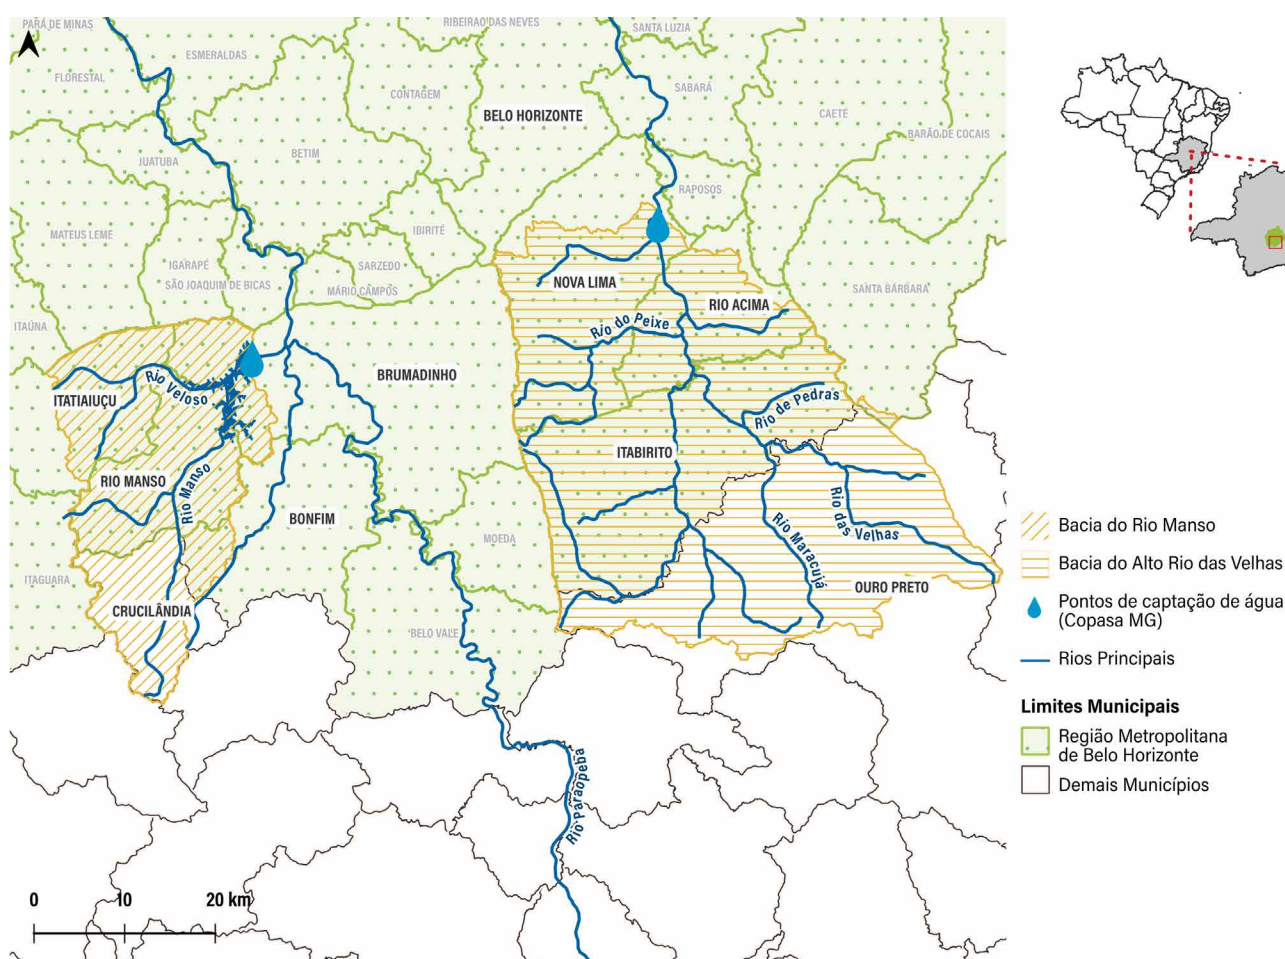 PARÁ DE MINAS
RIBEIRÃO DAS NEVES
SANTA LUZIA
ESMERALDAS
FLORESTAL
CONTAGEM
SABARÁ
BELO HORIZONTE
CAETÉ
BARÃO DE COCAIS
JUATUBA
BETIM
RAPOSOS
MATEUS LEME
IBIRITÉ
IGARAPÉ
SARZEDO
SÃO JOAQUIM DE BICAS
MÁRIO CAMPOS
NOVA LIMA
SANTA BÁRBARA
RIO ACIMA
ITAÚNA
Rio do Peixe
BRUMADINHO
Rio Veloso
ITATIAIUÇU
Rio de Pedras
ITABIRITO
RIO MANSO
Rio Manso
BONFIM
Rio das Velhas
MOEDA
Rio Maracujá
ITAGUARA
OURO PRETO
CRUCILÂNDIA
BELO VALE
Rio Paraopeba
0 10 20 km
Bacia do Rio Manso
Bacia do Alto Rio das Velhas
Pontos de captação de água
(Copasa MG)
Rios Principais
Limites Municipais
Região Metropolitana
de Belo Horizonte
Demais Municípios